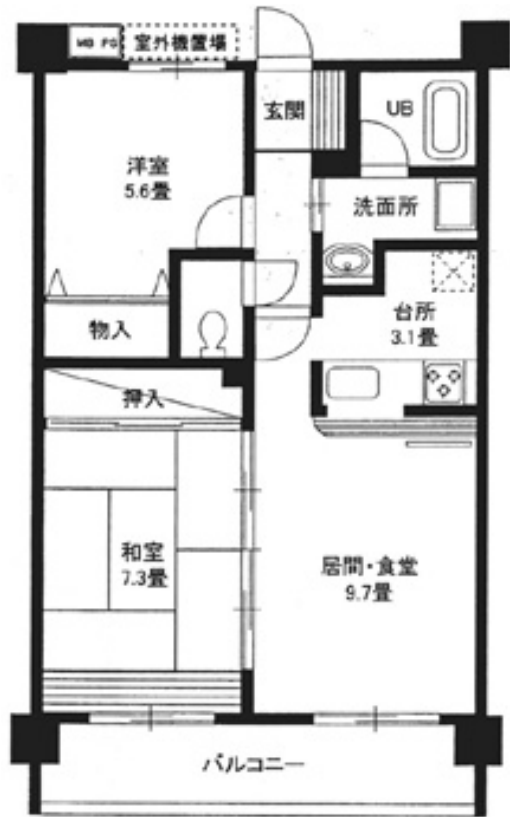 MB PG
室外機置場
玄関
UB
洋室
5.6畳
洗面所
台所
3.1畳
物入
押入
和室
7.3畳
居間・食堂
9.7畳
バルコニー